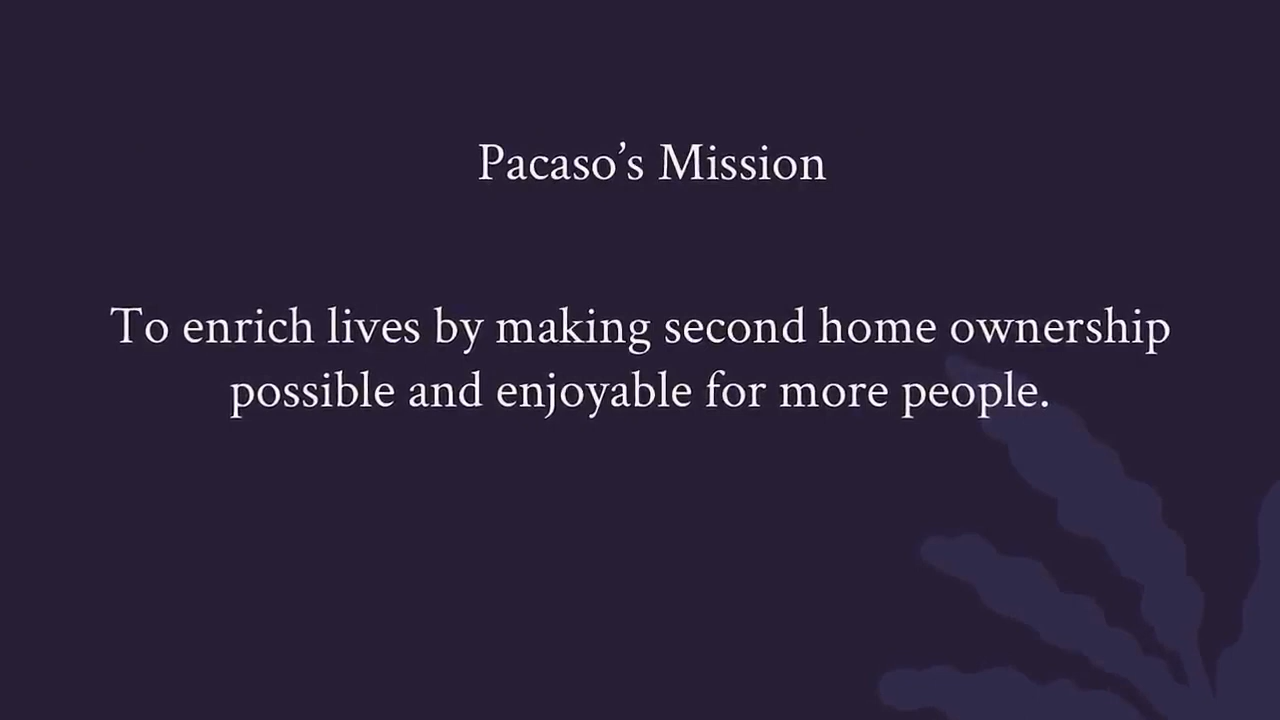 Pacaso’s Mission
To enrich lives by making second home ownership
possible and enjoyable for more people.